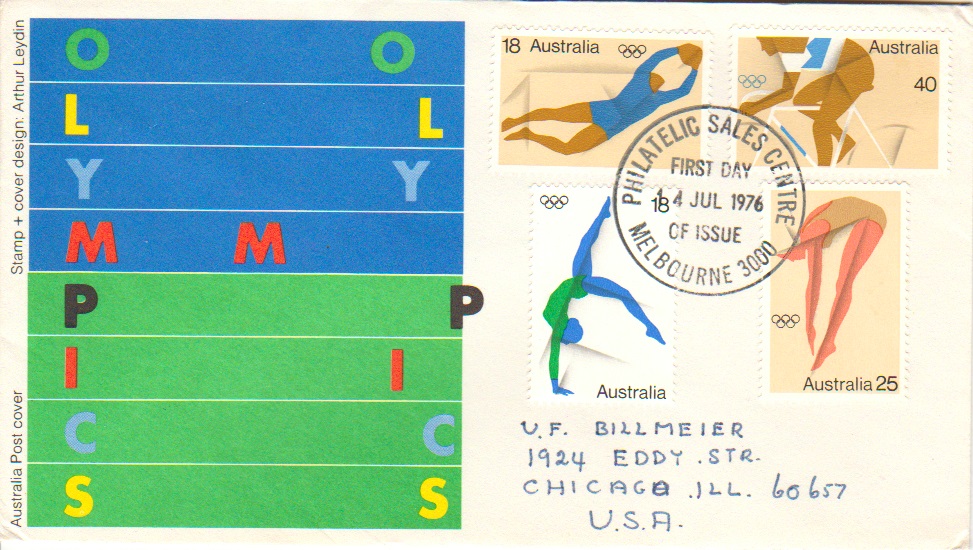 Stamp + cover design: Arthur Leydin
Australia Post cover
O O
L L
Y Y
M M
P P
I I
C C
S S
18 Australia
Australia
40
18
Australia
Australia 25
PHILATELIC SALES CENTRE
FIRST DAY
14 JUL 1976
OF ISSUE
MELBOURNE 3000
V.F. BILLMEIER
1924 EDDY .STR.
CHICAGO .ILL. 60657
U.S.A.